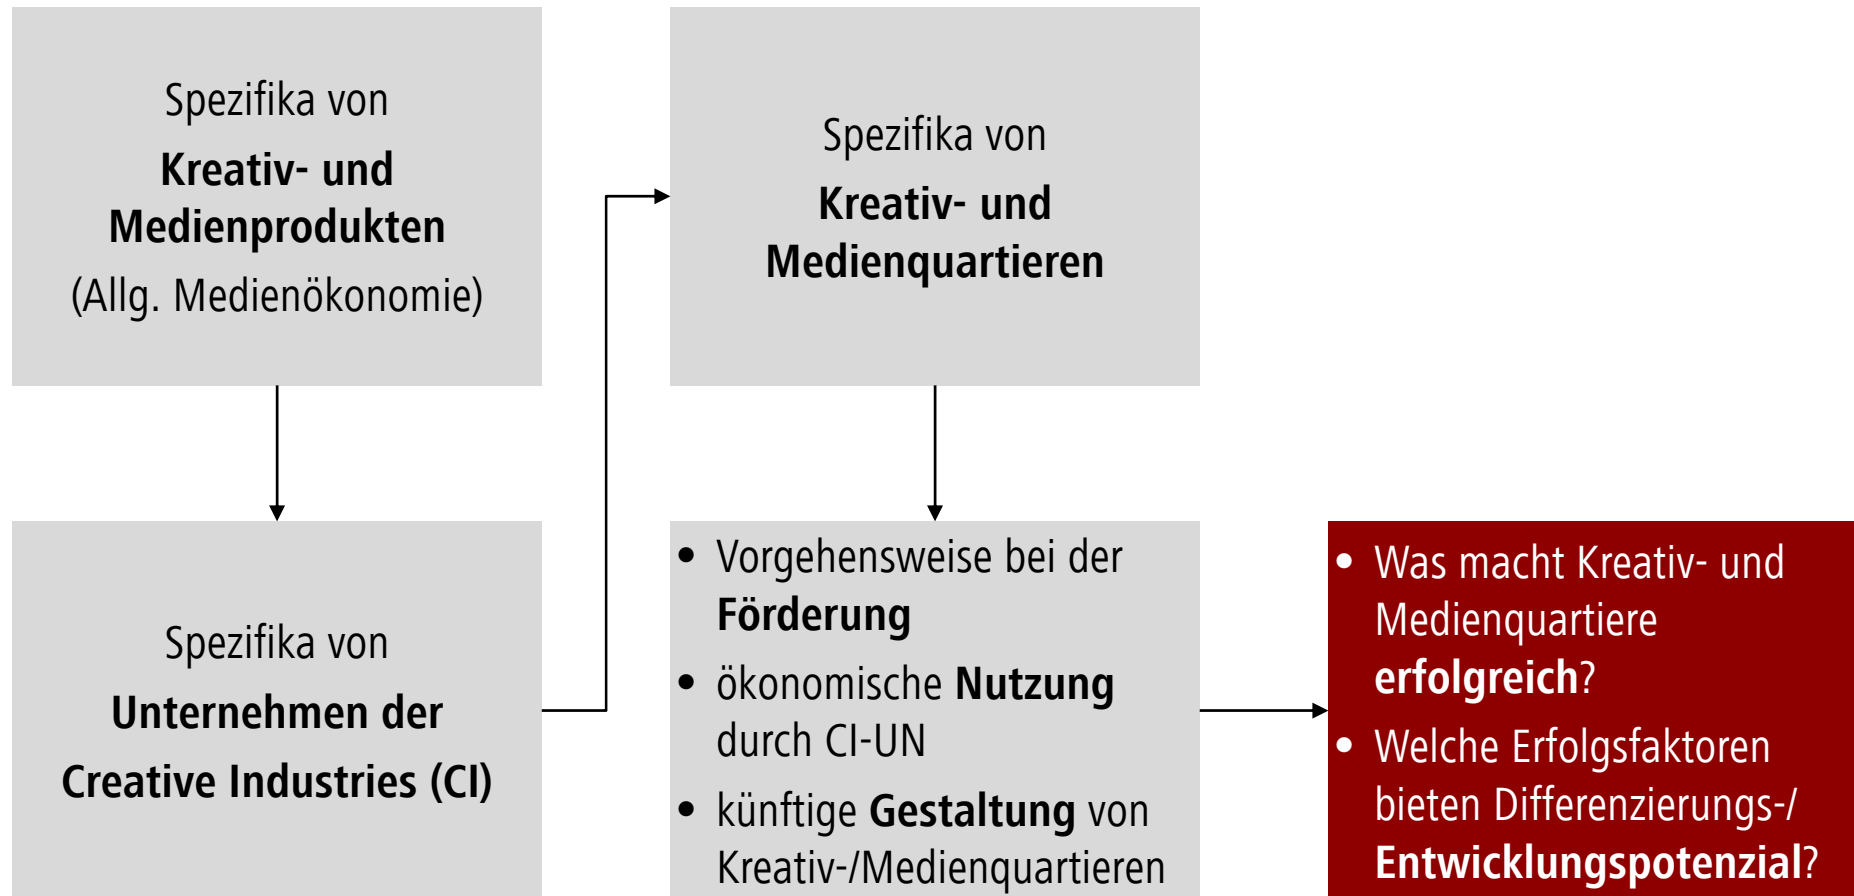 Spezifika von
Kreativ- und
Medienprodukten
(Allg. Medienökonomie)
Spezifika von
Unternehmen der
Creative Industries (CI)
Spezifika von
Kreativ- und
Medienquartieren
• Vorgehensweise bei der
Förderung
• ökonomische Nutzung
durch CI-UN
• künftige Gestaltung von
Kreativ-/Medienquartieren
• Was macht Kreativ- und
Medienquartiere
erfolgreich?
• Welche Erfolgsfaktoren
bieten Differenzierungs-/
Entwicklungspotenzial?